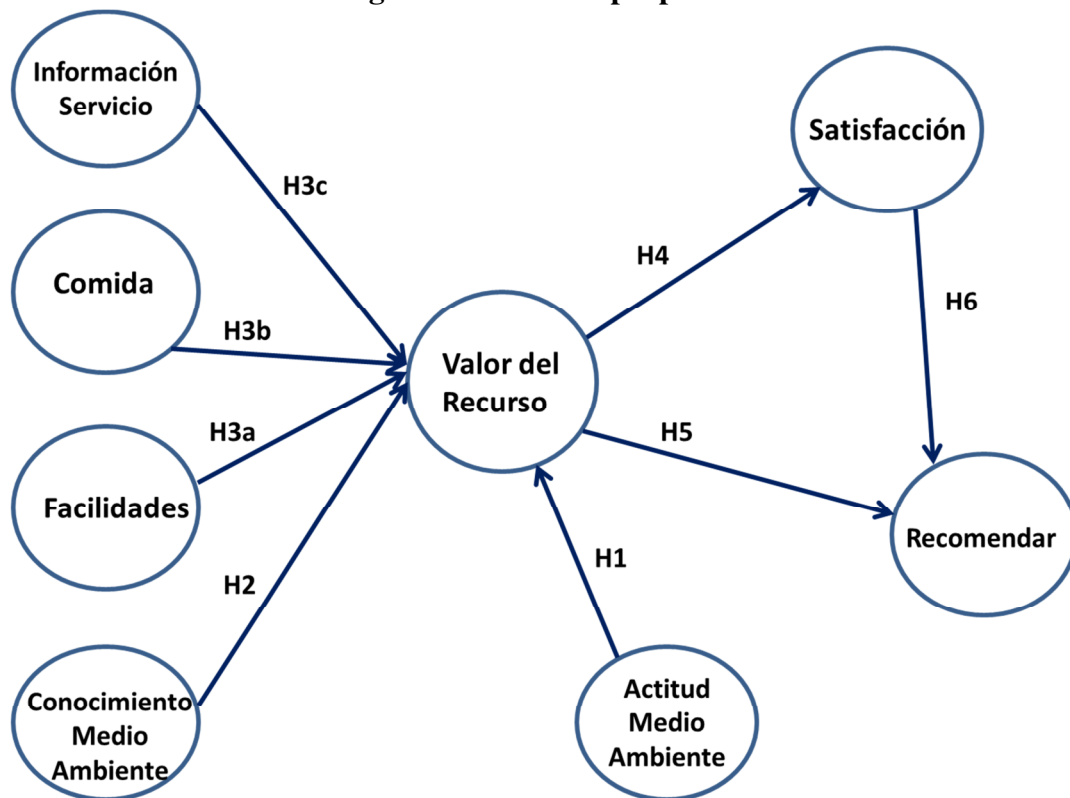 Información
Servicio
Satisfacción
H3c
Comida
H4
H3b
H6
Valor del
Recurso
H3a
H5
Facilidades
Recomendar
H2
H1
Conocimiento
Medio
Ambiente
Actitud
Medio
Ambiente